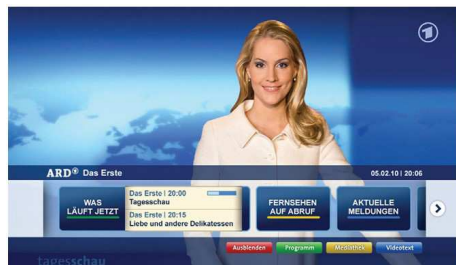 ARD Das Erste
05.02.10 | 20:06
WAS
LÄUFT JETZT
Das Erste | 20:00
Tagesschau
Das Erste | 20:15
Liebe und andere Delikatessen
FERNSEHEN
AUF ABRUF
AKTUELLE
MELDUNGEN
Ausblenden
Programm
Mediathek
Videotext
tagesschau